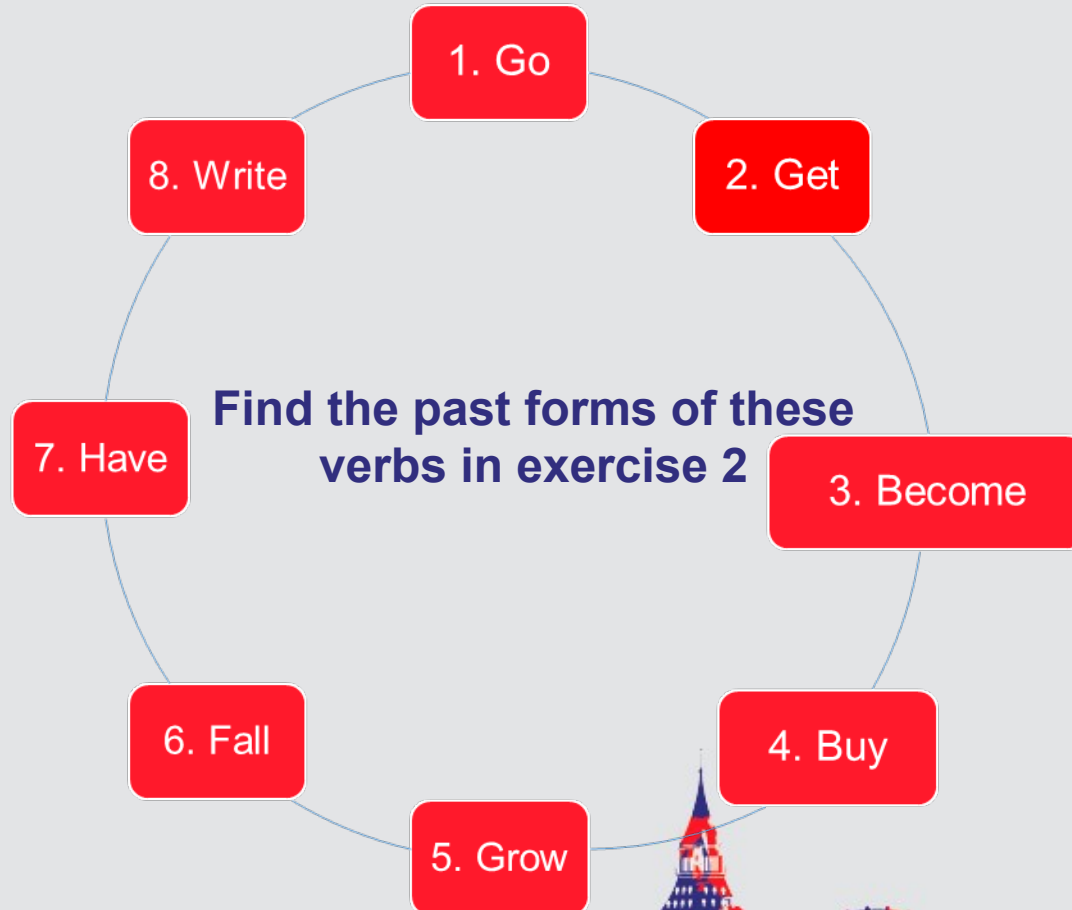 1. Go
2. Get
3. Become
4. Buy
5. Grow
6. Fall
7. Have
8. Write
Find the past forms of these
verbs in exercise 2